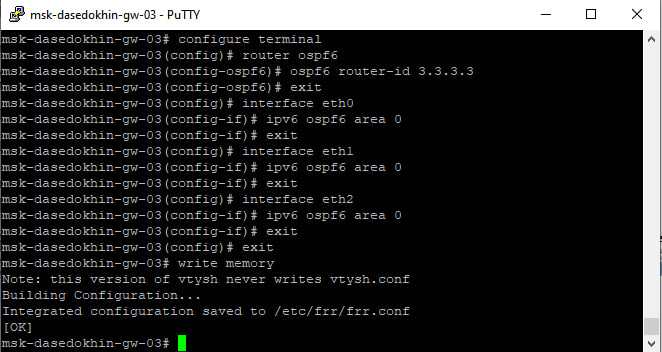 msk-dasedokhin-gw-03 - PuTTY
msk-dasedokhin-gw-03# configure terminal
msk-dasedokhin-gw-03(config)# router ospf6
msk-dasedokhin-gw-03(config-ospf6)# ospf6 router-id 3.3.3.3
msk-dasedokhin-gw-03(config-ospf6)# exit
msk-dasedokhin-gw-03(config)# interface eth0
msk-dasedokhin-gw-03(config-if)# ipv6 ospf6 area 0
msk-dasedokhin-gw-03(config-if)# exit
msk-dasedokhin-gw-03(config)# interface eth1
msk-dasedokhin-gw-03(config-if)# ipv6 ospf6 area 0
msk-dasedokhin-gw-03(config-if)# exit
msk-dasedokhin-gw-03(config)# interface eth2
msk-dasedokhin-gw-03(config-if)# ipv6 ospf6 area 0
msk-dasedokhin-gw-03(config-if)# exit
msk-dasedokhin-gw-03(config)# exit
msk-dasedokhin-gw-03# write memory
Note: this version of vtysh never writes vtysh.conf
Building Configuration...
Integrated configuration saved to /etc/frr/frr.conf
[OK]
msk-dasedokhin-gw-03#